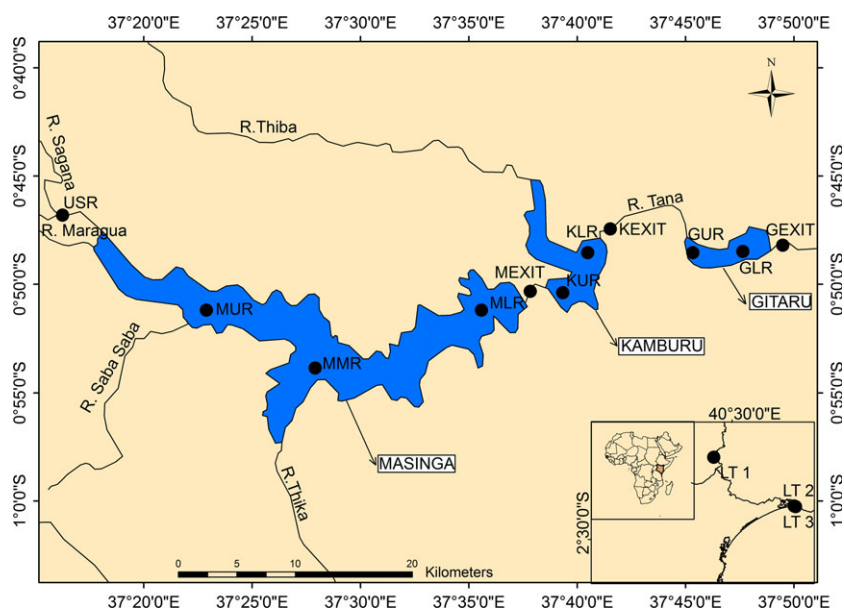 37°20'0"E 37°25'0"E 37°30'0"E 37°35'0"E 37°40'0"E 37°45'0"E 37°50'0"E
0°40'0"S 0°40'0"S
N
R.Thiba
R. Sagana
0°45'0"S 0°45'0"S
USR
R. Maragua
R. Tana
KLR KEXIT GUR GEXIT
GLR
MEXIT KUR
0°50'0"S 0°50'0"S
MUR MLR GITARU
KAMBURU
R. Saba Saba
MMR
0°55'0"S 0°55'0"S
MASINGA
40°30'0"E
R.Thika
LT 1
LT 2
LT 3
1°0'0"S 1°0'0"S
2°30'0"S
0 5 10 20
Kilometers
37°20'0"E 37°25'0"E 37°30'0"E 37°35'0"E 37°40'0"E 37°45'0"E 37°50'0"E